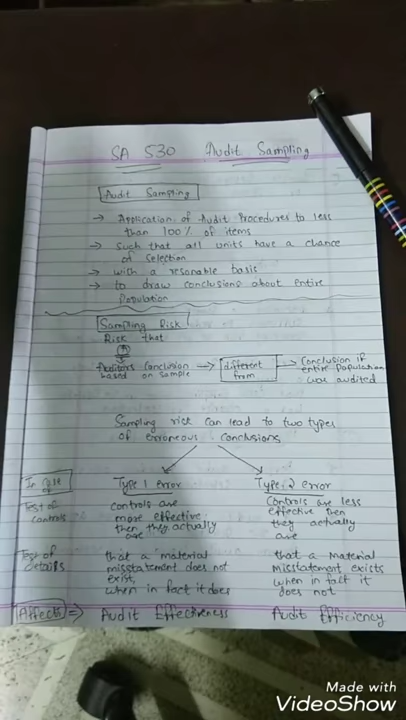 SA 530 Audit Sampling
Audit Sampling
→ Application of Audit Procedures to less
than 100% of items
→ Such that all units have a chance
of selection
→ with a resonable basis
→ to draw conclusions about entire
Population
Sampling Risk
Risk that
Auditors Conclusion → different → Conclusion if
based on sample from entire Population
was audited
Sampling risk can lead to two types
of erroneous conclusions
In case of Type 1 error Type 2 error
Test of controls are Controls are less
controls more effective effective then
then they actually they actually
are are
Test of that a material that a Material
details misstatement does not misstatement exists
exist, when in fact it
when in fact it does does not
Affects ⇒ Audit Effectiveness Audit Efficiency
Made with
VideoShow